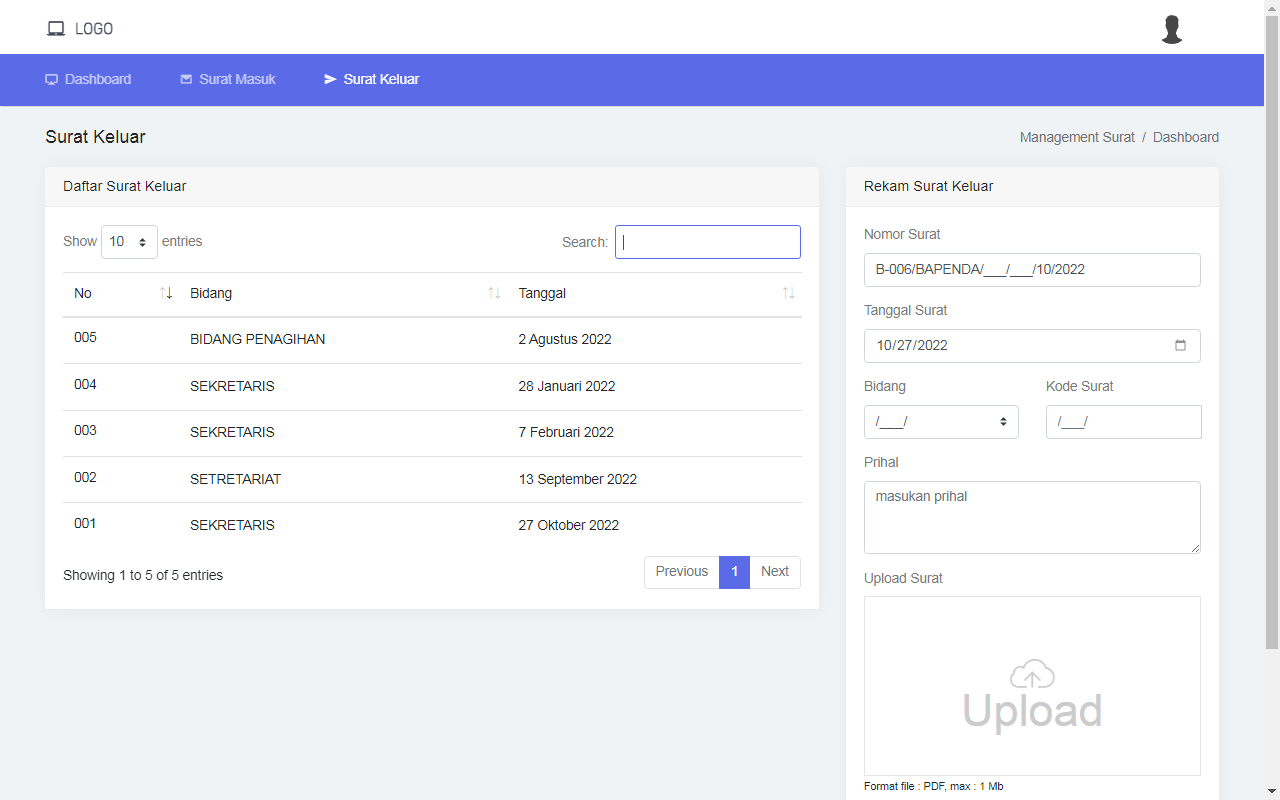 LOGO
Dashboard Surat Masuk Surat Keluar
Surat Keluar
Management Surat / Dashboard
Daftar Surat Keluar
Show 10 entries
Search:
No Bidang Tanggal
005 BIDANG PENAGIHAN 2 Agustus 2022
004 SEKRETARIS 28 Januari 2022
003 SEKRETARIS 7 Februari 2022
002 SETRETARIAT 13 September 2022
001 SEKRETARIS 27 Oktober 2022
Showing 1 to 5 of 5 entries
Previous 1 Next
Rekam Surat Keluar
Nomor Surat
B-006/BAPENDA/___/___/10/2022
Tanggal Surat
10/27/2022
Bidang Kode Surat
/___/ /___/
Prihal
masukan prihal
Upload Surat
Upload
Format file : PDF, max : 1 Mb